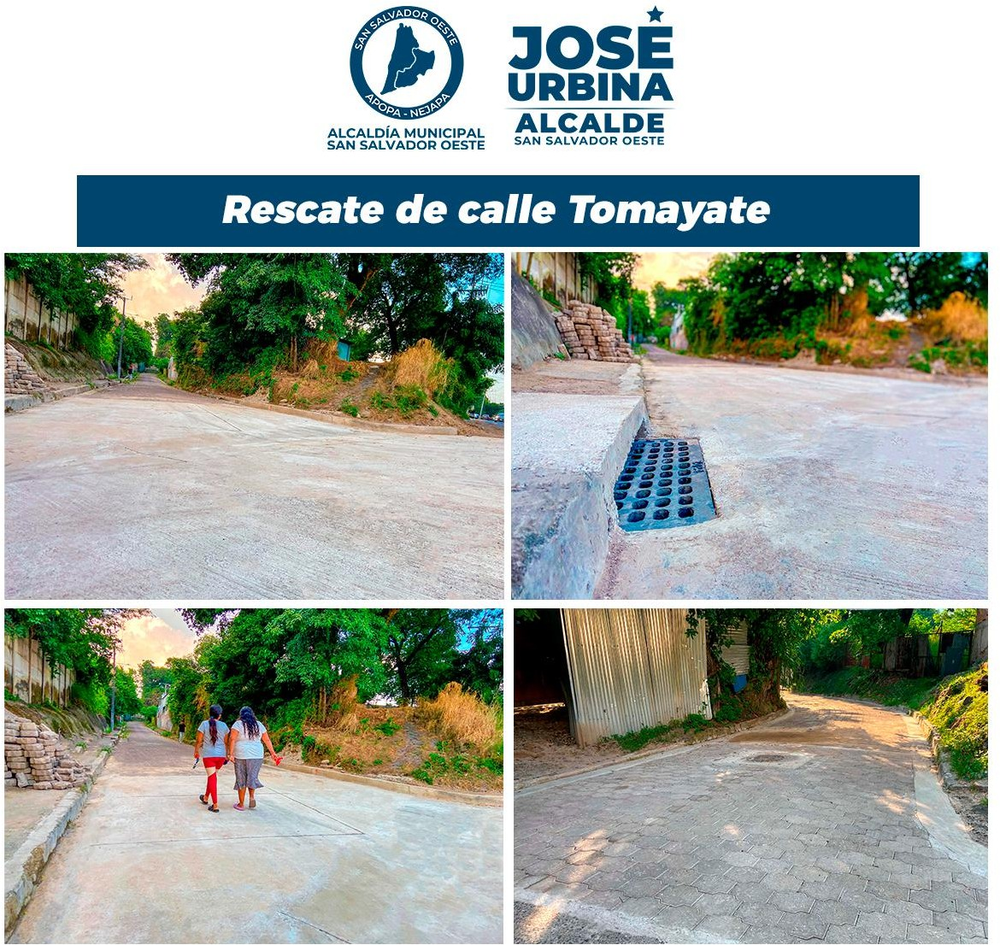 SAN SALVADOR OESTE
APOPA - NEJAPA
ALCALDÍA MUNICIPAL
SAN SALVADOR OESTE
JOSÉ
URBINA
ALCALDE
SAN SALVADOR OESTE
Rescate de calle Tomayate